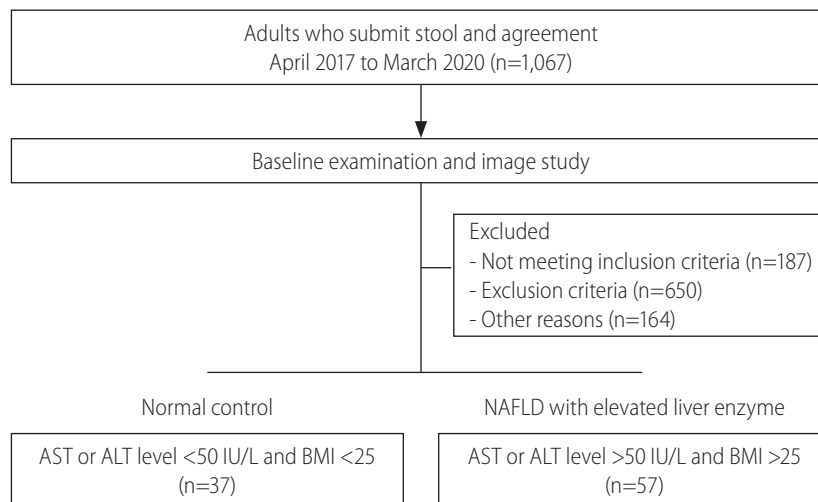 Adults who submit stool and agreement
April 2017 to March 2020 (n=1,067)
Baseline examination and image study
Excluded
- Not meeting inclusion criteria (n=187)
- Exclusion criteria (n=650)
- Other reasons (n=164)
Normal control
AST or ALT level <50 IU/L and BMI <25
(n=37)
NAFLD with elevated liver enzyme
AST or ALT level >50 IU/L and BMI >25
(n=57)